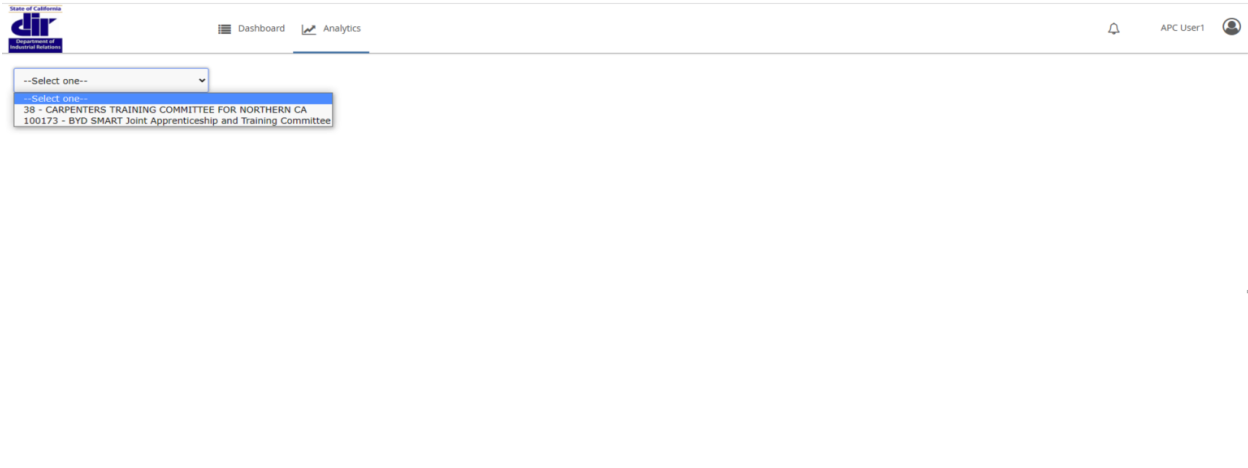 State of California
dir
Department of
Industrial Relations
Dashboard
Analytics
APC User1
--Select one--
--Select one--
38 - CARPENTERS TRAINING COMMITTEE FOR NORTHERN CA
100173 - BYD SMART Joint Apprenticeship and Training Committee